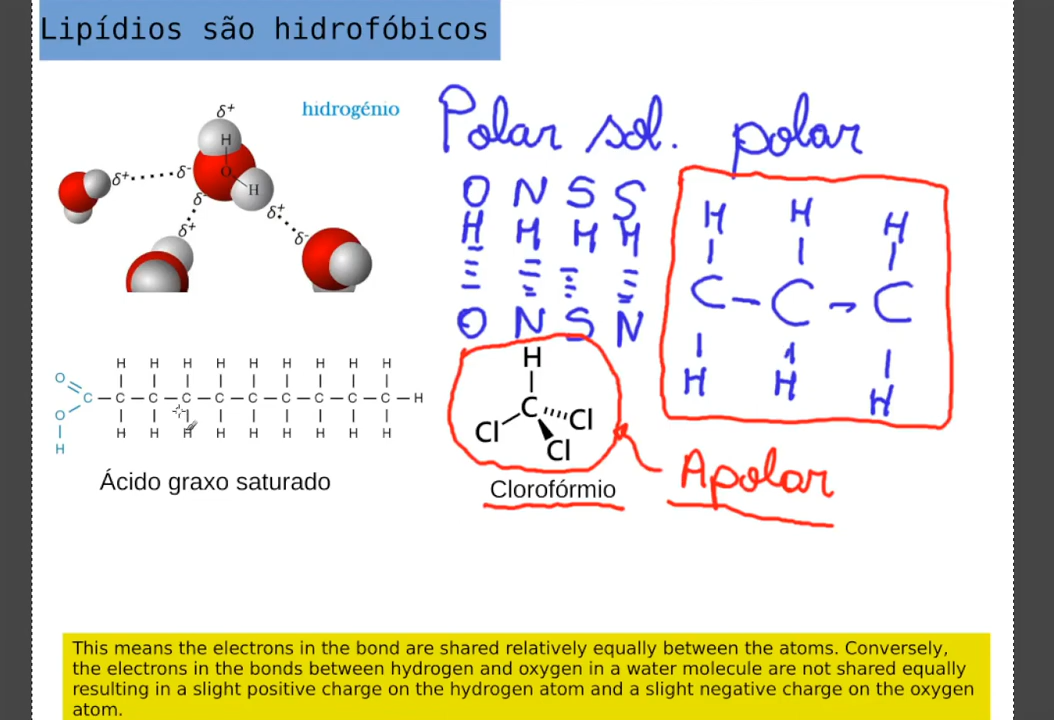 Lipídios são hidrofóbicos
hidrogénio
δ+
H
O
H
δ+
δ-
δ-
δ+
δ+
δ-
Polar sol. polar
O N S S
H H H H
O N S N
H H H
C - C - C
H H H
H H H H H H H H H
O
C - C - C - C - C - C - C - C - C - C - H
O
H H H H H H H H H
H
Ácido graxo saturado
H
C
Cl Cl
Cl
Clorofórmio
Apolar
This means the electrons in the bond are shared relatively equally between the atoms. Conversely,
the electrons in the bonds between hydrogen and oxygen in a water molecule are not shared equally
resulting in a slight positive charge on the hydrogen atom and a slight negative charge on the oxygen
atom.